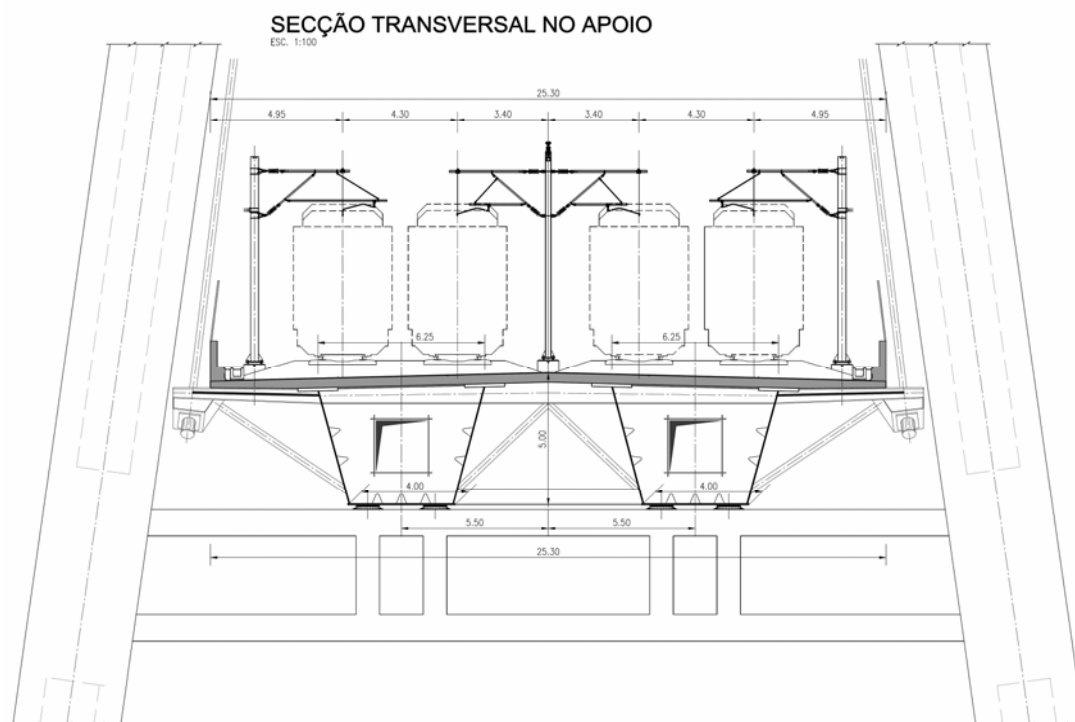 SECÇÃO TRANSVERSAL NO APOIO
ESC. 1:100
25.30
4.95 4.30 3.40 3.40 4.30 4.95
6.25 6.25
5.00
4.00 4.00
5.50 5.50
25.30